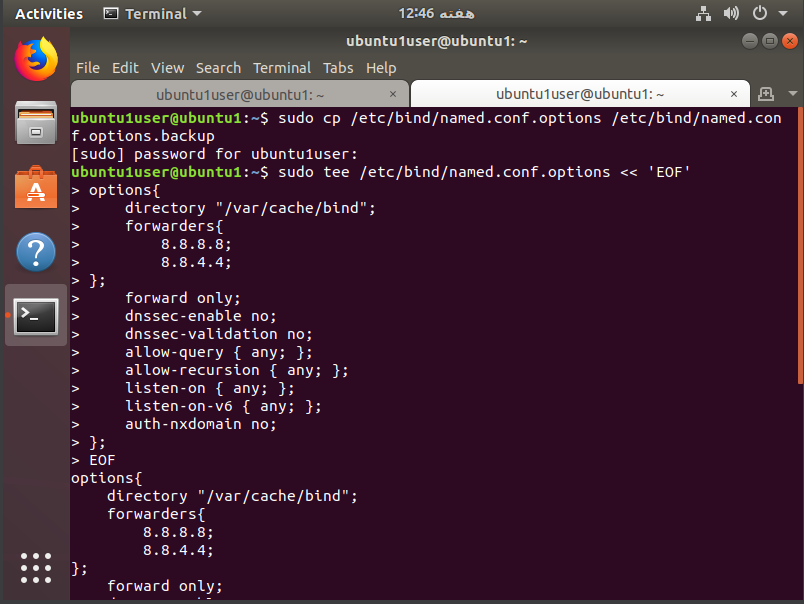 Activities Terminal 12:46 هفته
ubuntu1user@ubuntu1: ~
File Edit View Search Terminal Tabs Help
ubuntu1user@ubuntu1: ~ × ubuntu1user@ubuntu1: ~ ×
ubuntu1user@ubuntu1:~$ sudo cp /etc/bind/named.conf.options /etc/bind/named.con
f.options.backup
[sudo] password for ubuntu1user:
ubuntu1user@ubuntu1:~$ sudo tee /etc/bind/named.conf.options << 'EOF'
> options{
>     directory "/var/cache/bind";
>     forwarders{
>         8.8.8.8;
>         8.8.4.4;
> };
>     forward only;
>     dnssec-enable no;
>     dnssec-validation no;
>     allow-query { any; };
>     allow-recursion { any; };
>     listen-on { any; };
>     listen-on-v6 { any; };
>     auth-nxdomain no;
> };
> EOF
options{
    directory "/var/cache/bind";
    forwarders{
        8.8.8.8;
        8.8.4.4;
};
    forward only;